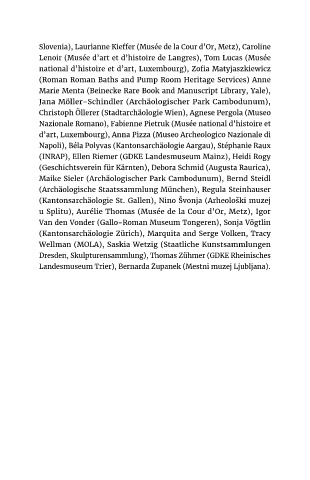 Slovenia), Laurianne Kieffer (Musée de la Cour d'Or, Metz), Caroline
Lenoir (Musée d'art et d'histoire de Langres), Tom Lucas (Musée
national d'histoire et d'art, Luxembourg), Zofia Matyjaszkiewicz
(Roman Roman Baths and Pump Room Heritage Services) Anne
Marie Menta (Beinecke Rare Book and Manuscript Library, Yale),
Jana Möller-Schindler (Archäologischer Park Cambodunum),
Christoph Öllerer (Stadtarchäologie Wien), Agnese Pergola (Museo
Nazionale Romano), Fabienne Pietruk (Musée national d'histoire et
d'art, Luxembourg), Anna Pizza (Museo Archeologico Nazionale di
Napoli), Béla Polyvas (Kantonsarchäologie Aargau), Stéphanie Raux
(INRAP), Ellen Riemer (GDKE Landesmuseum Mainz), Heidi Rogy
(Geschichtsverein für Kärnten), Debora Schmid (Augusta Raurica),
Maike Sieler (Archäologischer Park Cambodunum), Bernd Steidl
(Archäologische Staatssammlung München), Regula Steinhauser
(Kantonsarchäologie St. Gallen), Nino Švonja (Arheološki muzej
u Splitu), Aurélie Thomas (Musée de la Cour d'Or, Metz), Igor
Van den Vonder (Gallo-Roman Museum Tongeren), Sonja Vögtlin
(Kantonsarchäologie Zürich), Marquita and Serge Volken, Tracy
Wellman (MOLA), Saskia Wetzig (Staatliche Kunstsammlungen
Dresden, Skulpturensammlung), Thomas Zühmer (GDKE Rheinisches
Landesmuseum Trier), Bernarda Zupanek (Mestni muzej Ljubljana).